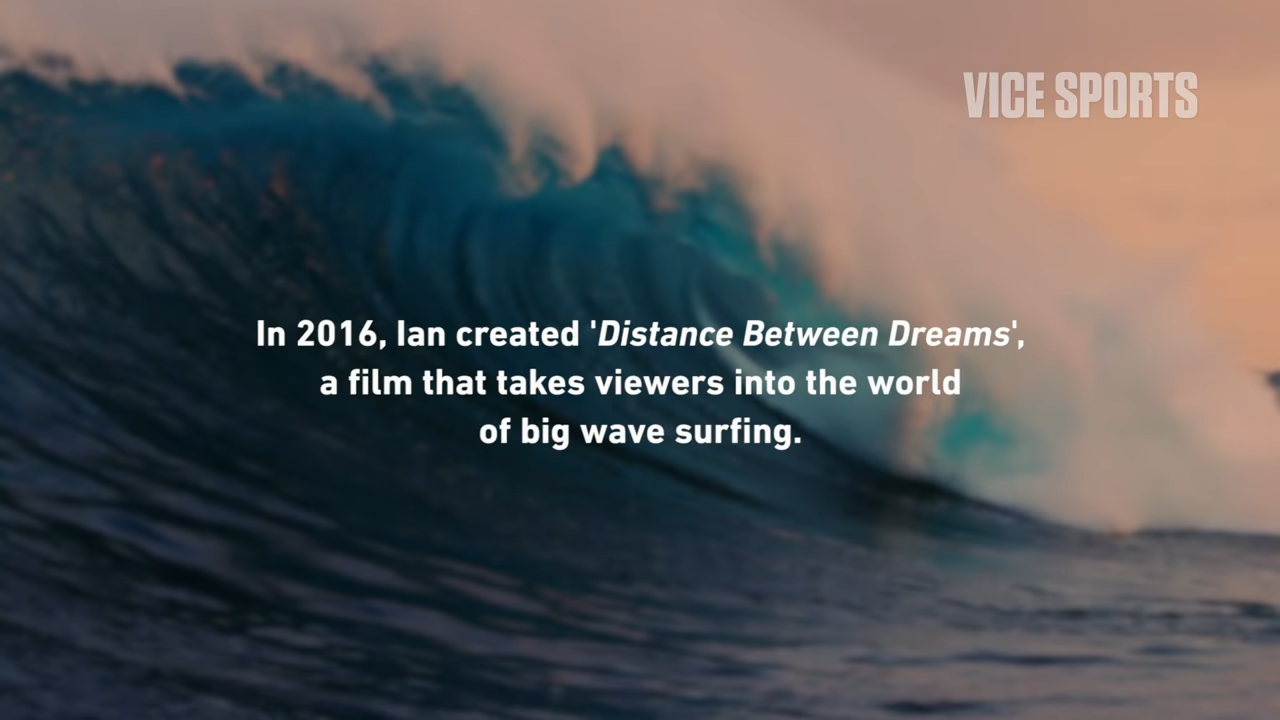 VICE SPORTS
In 2016, Ian created 'Distance Between Dreams',
a film that takes viewers into the world
of big wave surfing.